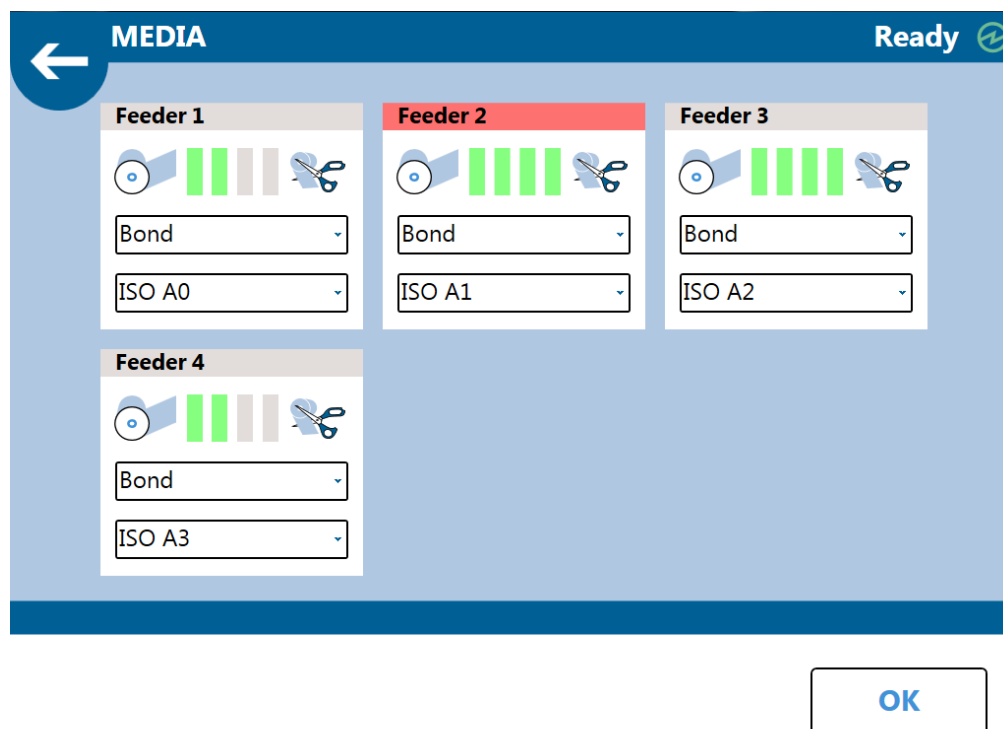 MEDIA
Ready
Feeder 1
Bond
ISO A0
Feeder 2
Bond
ISO A1
Feeder 3
Bond
ISO A2
Feeder 4
Bond
ISO A3
OK